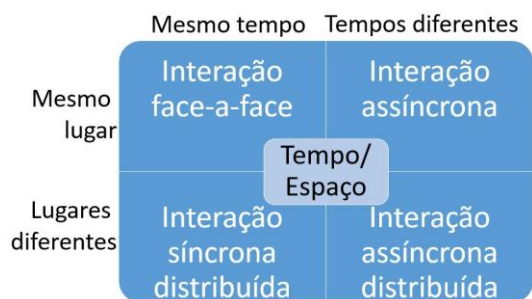 Mesmo tempo
Tempos diferentes
Mesmo
lugar
Interação
face-a-face
Interação
assíncrona
Tempo/
Espaço
Lugares
diferentes
Interação
síncrona
distribuída
Interação
assíncrona
distribuída